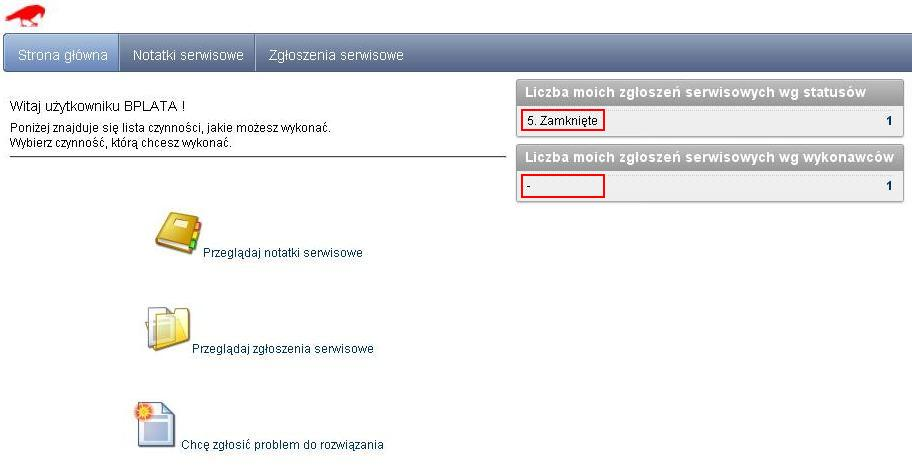 Strona główna Notatki serwisowe Zgłoszenia serwisowe
Witaj użytkowniku BPLATA !
Poniżej znajduje się lista czynności, jakie możesz wykonać.
Wybierz czynność, którą chcesz wykonać.
Przeglądaj notatki serwisowe
Przeglądaj zgłoszenia serwisowe
Chcę zgłosić problem do rozwiązania
Liczba moich zgłoszeń serwisowych wg statusów
5. Zamknięte 1
Liczba moich zgłoszeń serwisowych wg wykonawców
- 1